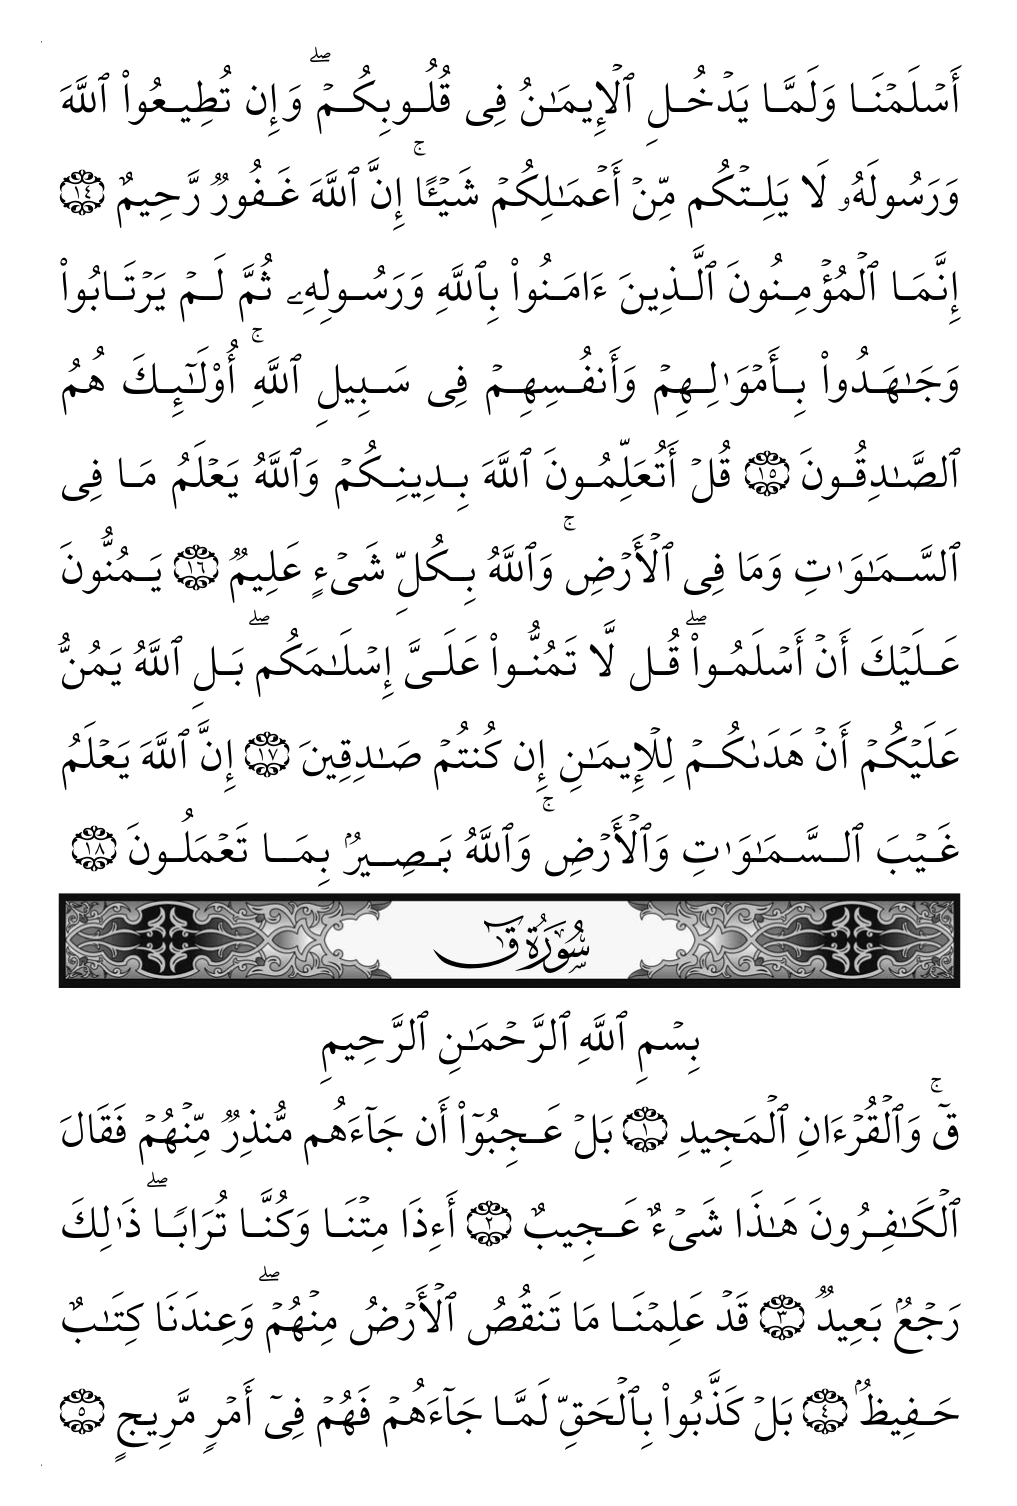 أَسۡلَمۡنَا وَلَمَّا يَدۡخُلِ ٱلۡإِيمَٰنُ فِي قُلُوبِكُمۡۖ وَإِن تُطِيعُواْ ٱللَّهَ
وَرَسُولَهُۥ لَا يَلِتۡكُم مِّنۡ أَعۡمَٰلِكُمۡ شَيۡـًٔاۚ إِنَّ ٱللَّهَ غَفُورٞ رَّحِيمٌ ١٤
إِنَّمَا ٱلۡمُؤۡمِنُونَ ٱلَّذِينَ ءَامَنُواْ بِٱللَّهِ وَرَسُولِهِۦ ثُمَّ لَمۡ يَرۡتَابُواْ
وَجَٰهَدُواْ بِأَمۡوَٰلِهِمۡ وَأَنفُسِهِمۡ فِي سَبِيلِ ٱللَّهِۚ أُوْلَٰٓئِكَ هُمُ
ٱلصَّٰدِقُونَ ١٥ قُلۡ أَتُعَلِّمُونَ ٱللَّهَ بِدِينِكُمۡ وَٱللَّهُ يَعۡلَمُ مَا فِي
ٱلسَّمَٰوَٰتِ وَمَا فِي ٱلۡأَرۡضِۚ وَٱللَّهُ بِكُلِّ شَيۡءٍ عَلِيمٞ ١٦ يَمُنُّونَ
عَلَيۡكَ أَنۡ أَسۡلَمُواْۖ قُل لَّا تَمُنُّواْ عَلَيَّ إِسۡلَٰمَكُمۖ بَلِ ٱللَّهُ يَمُنُّ
عَلَيۡكُمۡ أَنۡ هَدَىٰكُمۡ لِلۡإِيمَٰنِ إِن كُنتُمۡ صَٰدِقِينَ ١٧ إِنَّ ٱللَّهَ يَعۡلَمُ
غَيۡبَ ٱلسَّمَٰوَٰتِ وَٱلۡأَرۡضِۚ وَٱللَّهُ بَصِيرُۢ بِمَا تَعۡمَلُونَ ١٨
سُورَةُ قٓ
بِسۡمِ ٱللَّهِ ٱلرَّحۡمَٰنِ ٱلرَّحِيمِ
قٓۚ وَٱلۡقُرۡءَانِ ٱلۡمَجِيدِ ١ بَلۡ عَجِبُوٓاْ أَن جَآءَهُم مُّنذِرٞ مِّنۡهُمۡ فَقَالَ
ٱلۡكَٰفِرُونَ هَٰذَا شَيۡءٌ عَجِيبٌ ٢ أَءِذَا مِتۡنَا وَكُنَّا تُرَابٗاۖ ذَٰلِكَ
رَجۡعُۢ بَعِيدٞ ٣ قَدۡ عَلِمۡنَا مَا تَنقُصُ ٱلۡأَرۡضُ مِنۡهُمۡۖ وَعِندَنَا كِتَٰبٌ
حَفِيظُۢ ٤ بَلۡ كَذَّبُواْ بِٱلۡحَقِّ لَمَّا جَآءَهُمۡ فَهُمۡ فِيٓ أَمۡرٖ مَّرِيجٍ ٥